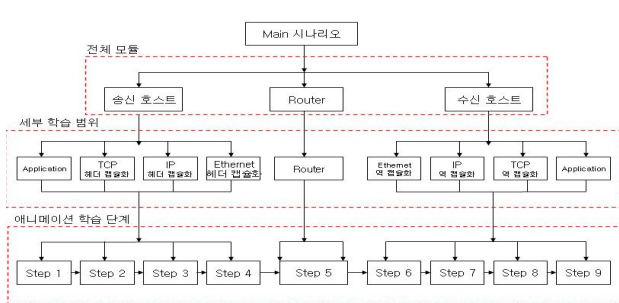 Main 시나리오
전체 모듈
송신 호스트
Router
수신 호스트
세부 학습 범위
Application
TCP
헤더 캡슐화
IP
헤더 캡슐화
Ethernet
헤더 캡슐화
Router
Ethernet
역 캡슐화
IP
역 캡슐화
TCP
역 캡슐화
Application
애니메이션 학습 단계
Step 1
Step 2
Step 3
Step 4
Step 5
Step 6
Step 7
Step 8
Step 9